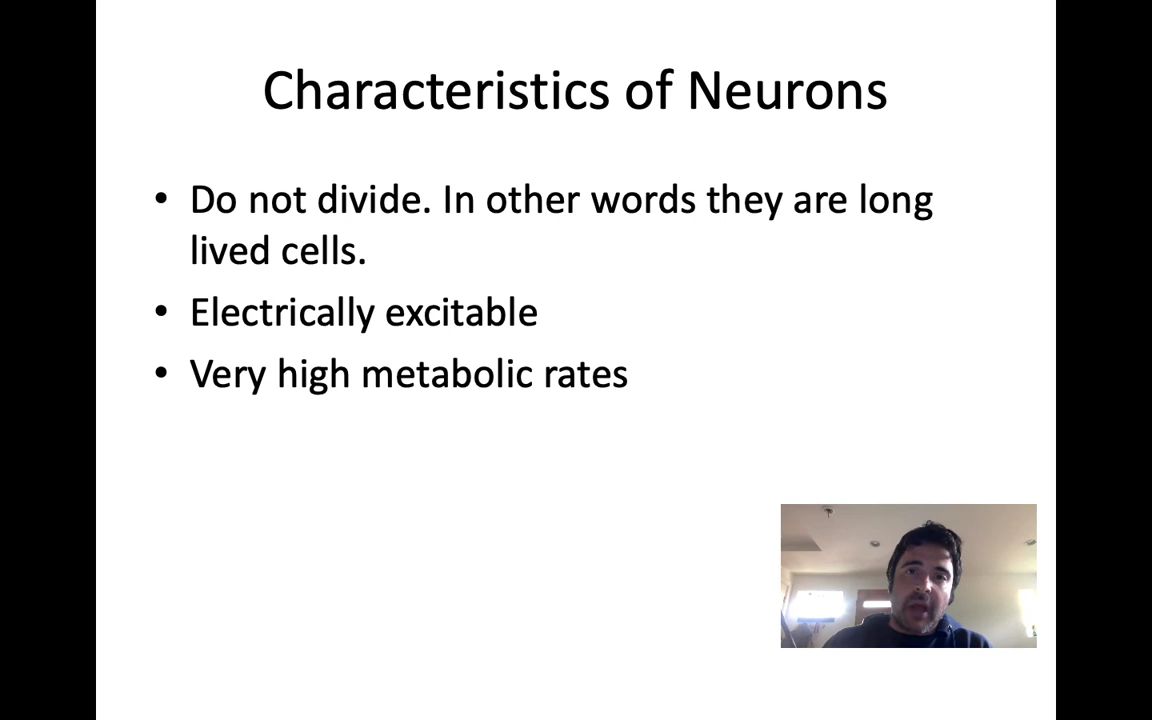 Characteristics of Neurons
• Do not divide. In other words they are long
lived cells.
• Electrically excitable
• Very high metabolic rates